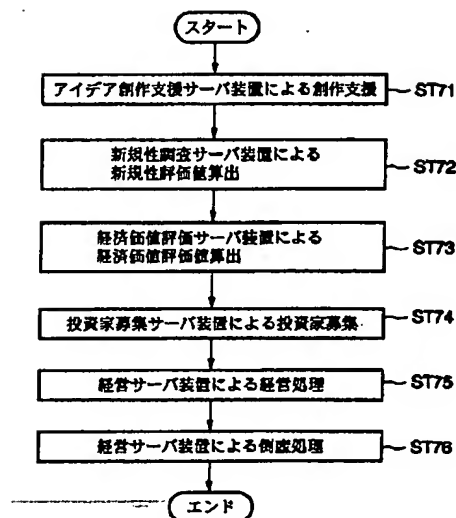 スタート
アイデア創作支援サーバ装置による創作支援 ST71
新規性調査サーバ装置による
新規性評価値算出 ST72
経済価値評価サーバ装置による
経済価値評価値算出 ST73
投資家募集サーバ装置による投資家募集 ST74
経営サーバ装置による経営処理 ST75
経営サーバ装置による倒産処理 ST76
エンド